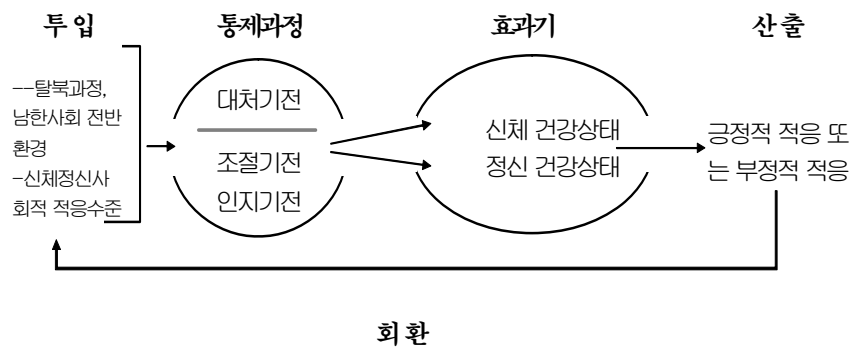 투 입
통제과정
효과기
산 출
--탈북과정,
남한사회 전반
환경
-신체정신사
회적 적응수준
대처기전
조절기전
인지기전
신체 건강상태
정신 건강상태
긍정적 적응 또
는 부정적 적응
회 환